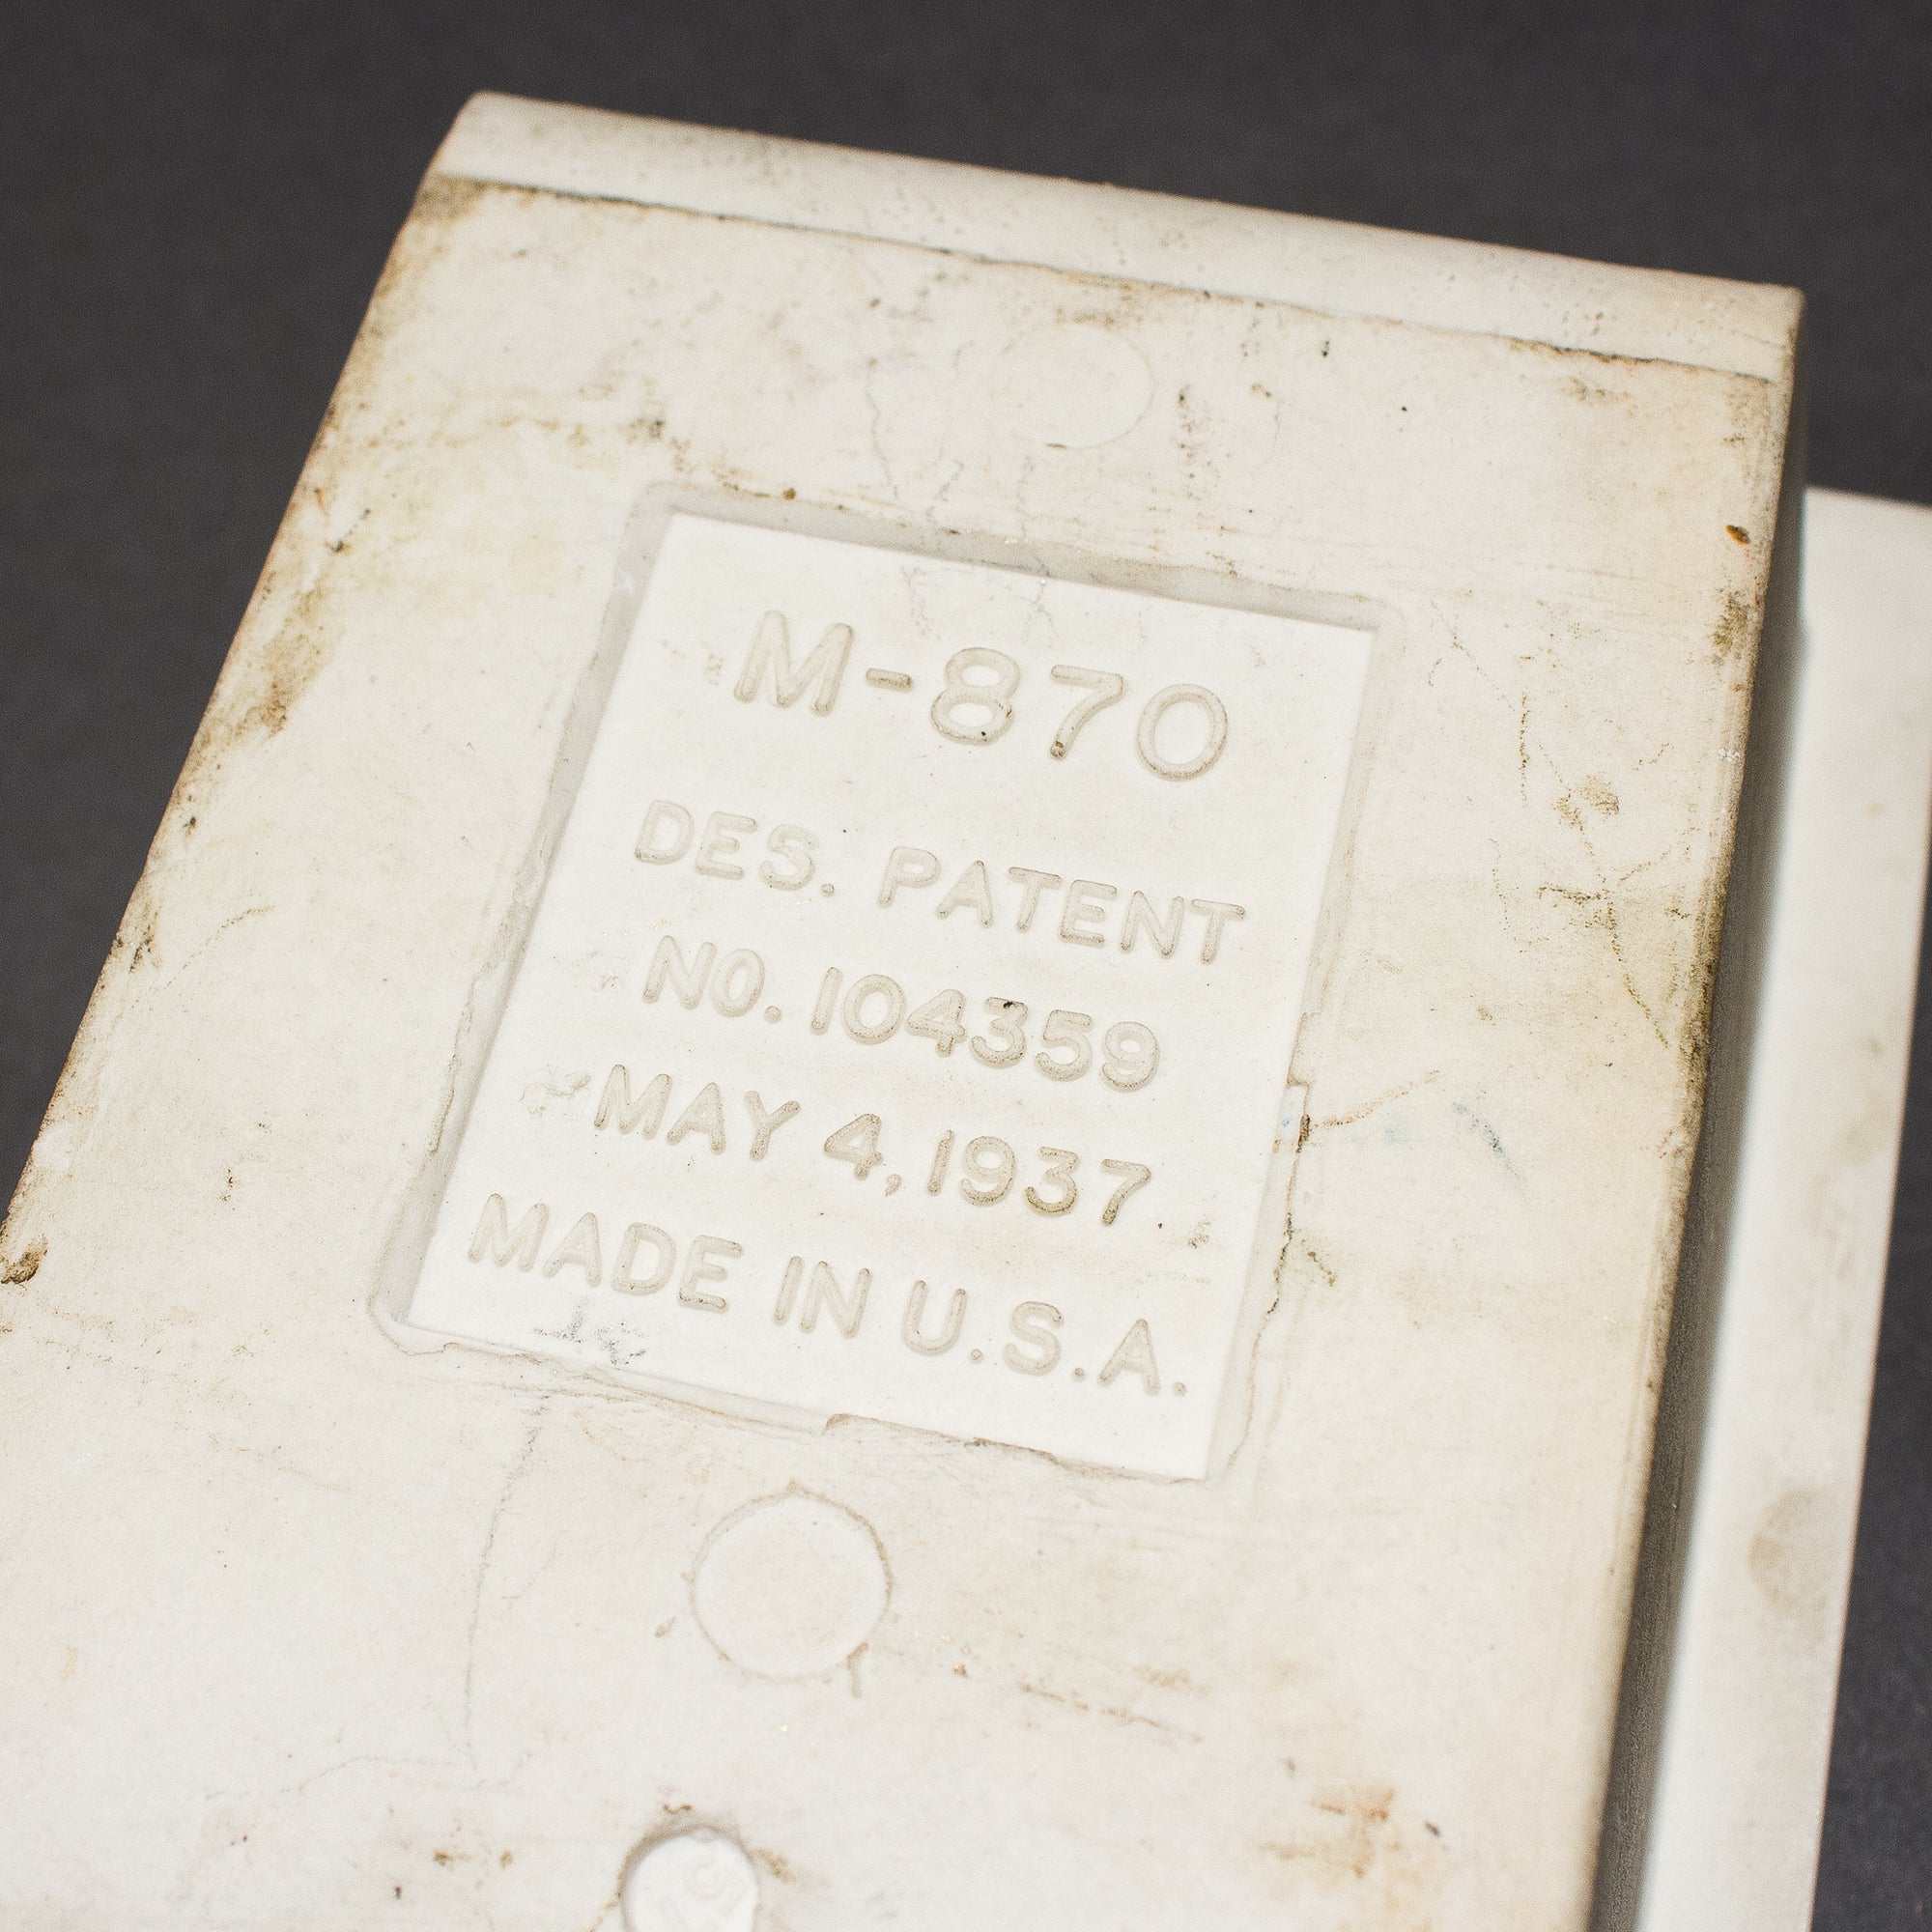 M-870
DES. PATENT
NO. 104359
MAY 4, 1937
MADE IN U.S.A.